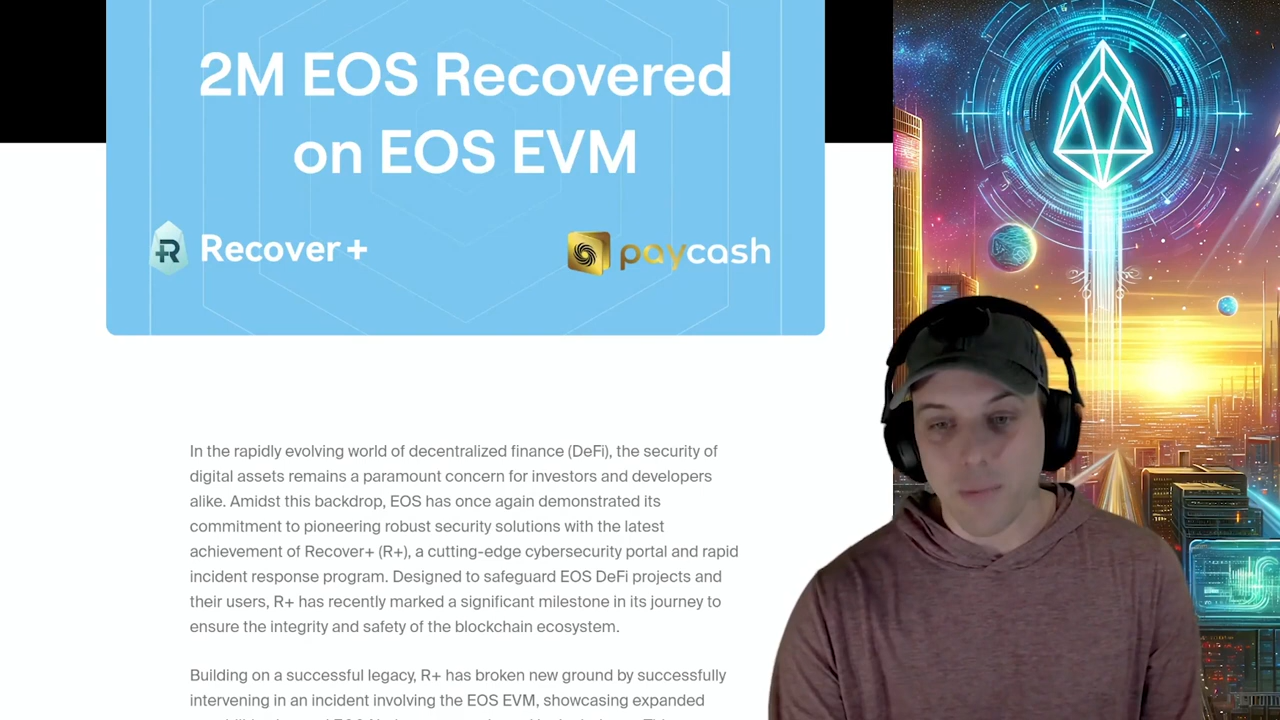 2M EOS Recovered
on EOS EVM
Recover+
paycash
In the rapidly evolving world of decentralized finance (DeFi), the security of
digital assets remains a paramount concern for investors and developers
alike. Amidst this backdrop, EOS has once again demonstrated its
commitment to pioneering robust security solutions with the latest
achievement of Recover+ (R+), a cutting-edge cybersecurity portal and rapid
incident response program. Designed to safeguard EOS DeFi projects and
their users, R+ has recently marked a significant milestone in its journey to
ensure the integrity and safety of the blockchain ecosystem.
Building on a successful legacy, R+ has broken new ground by successfully
intervening in an incident involving the EOS EVM, showcasing expanded